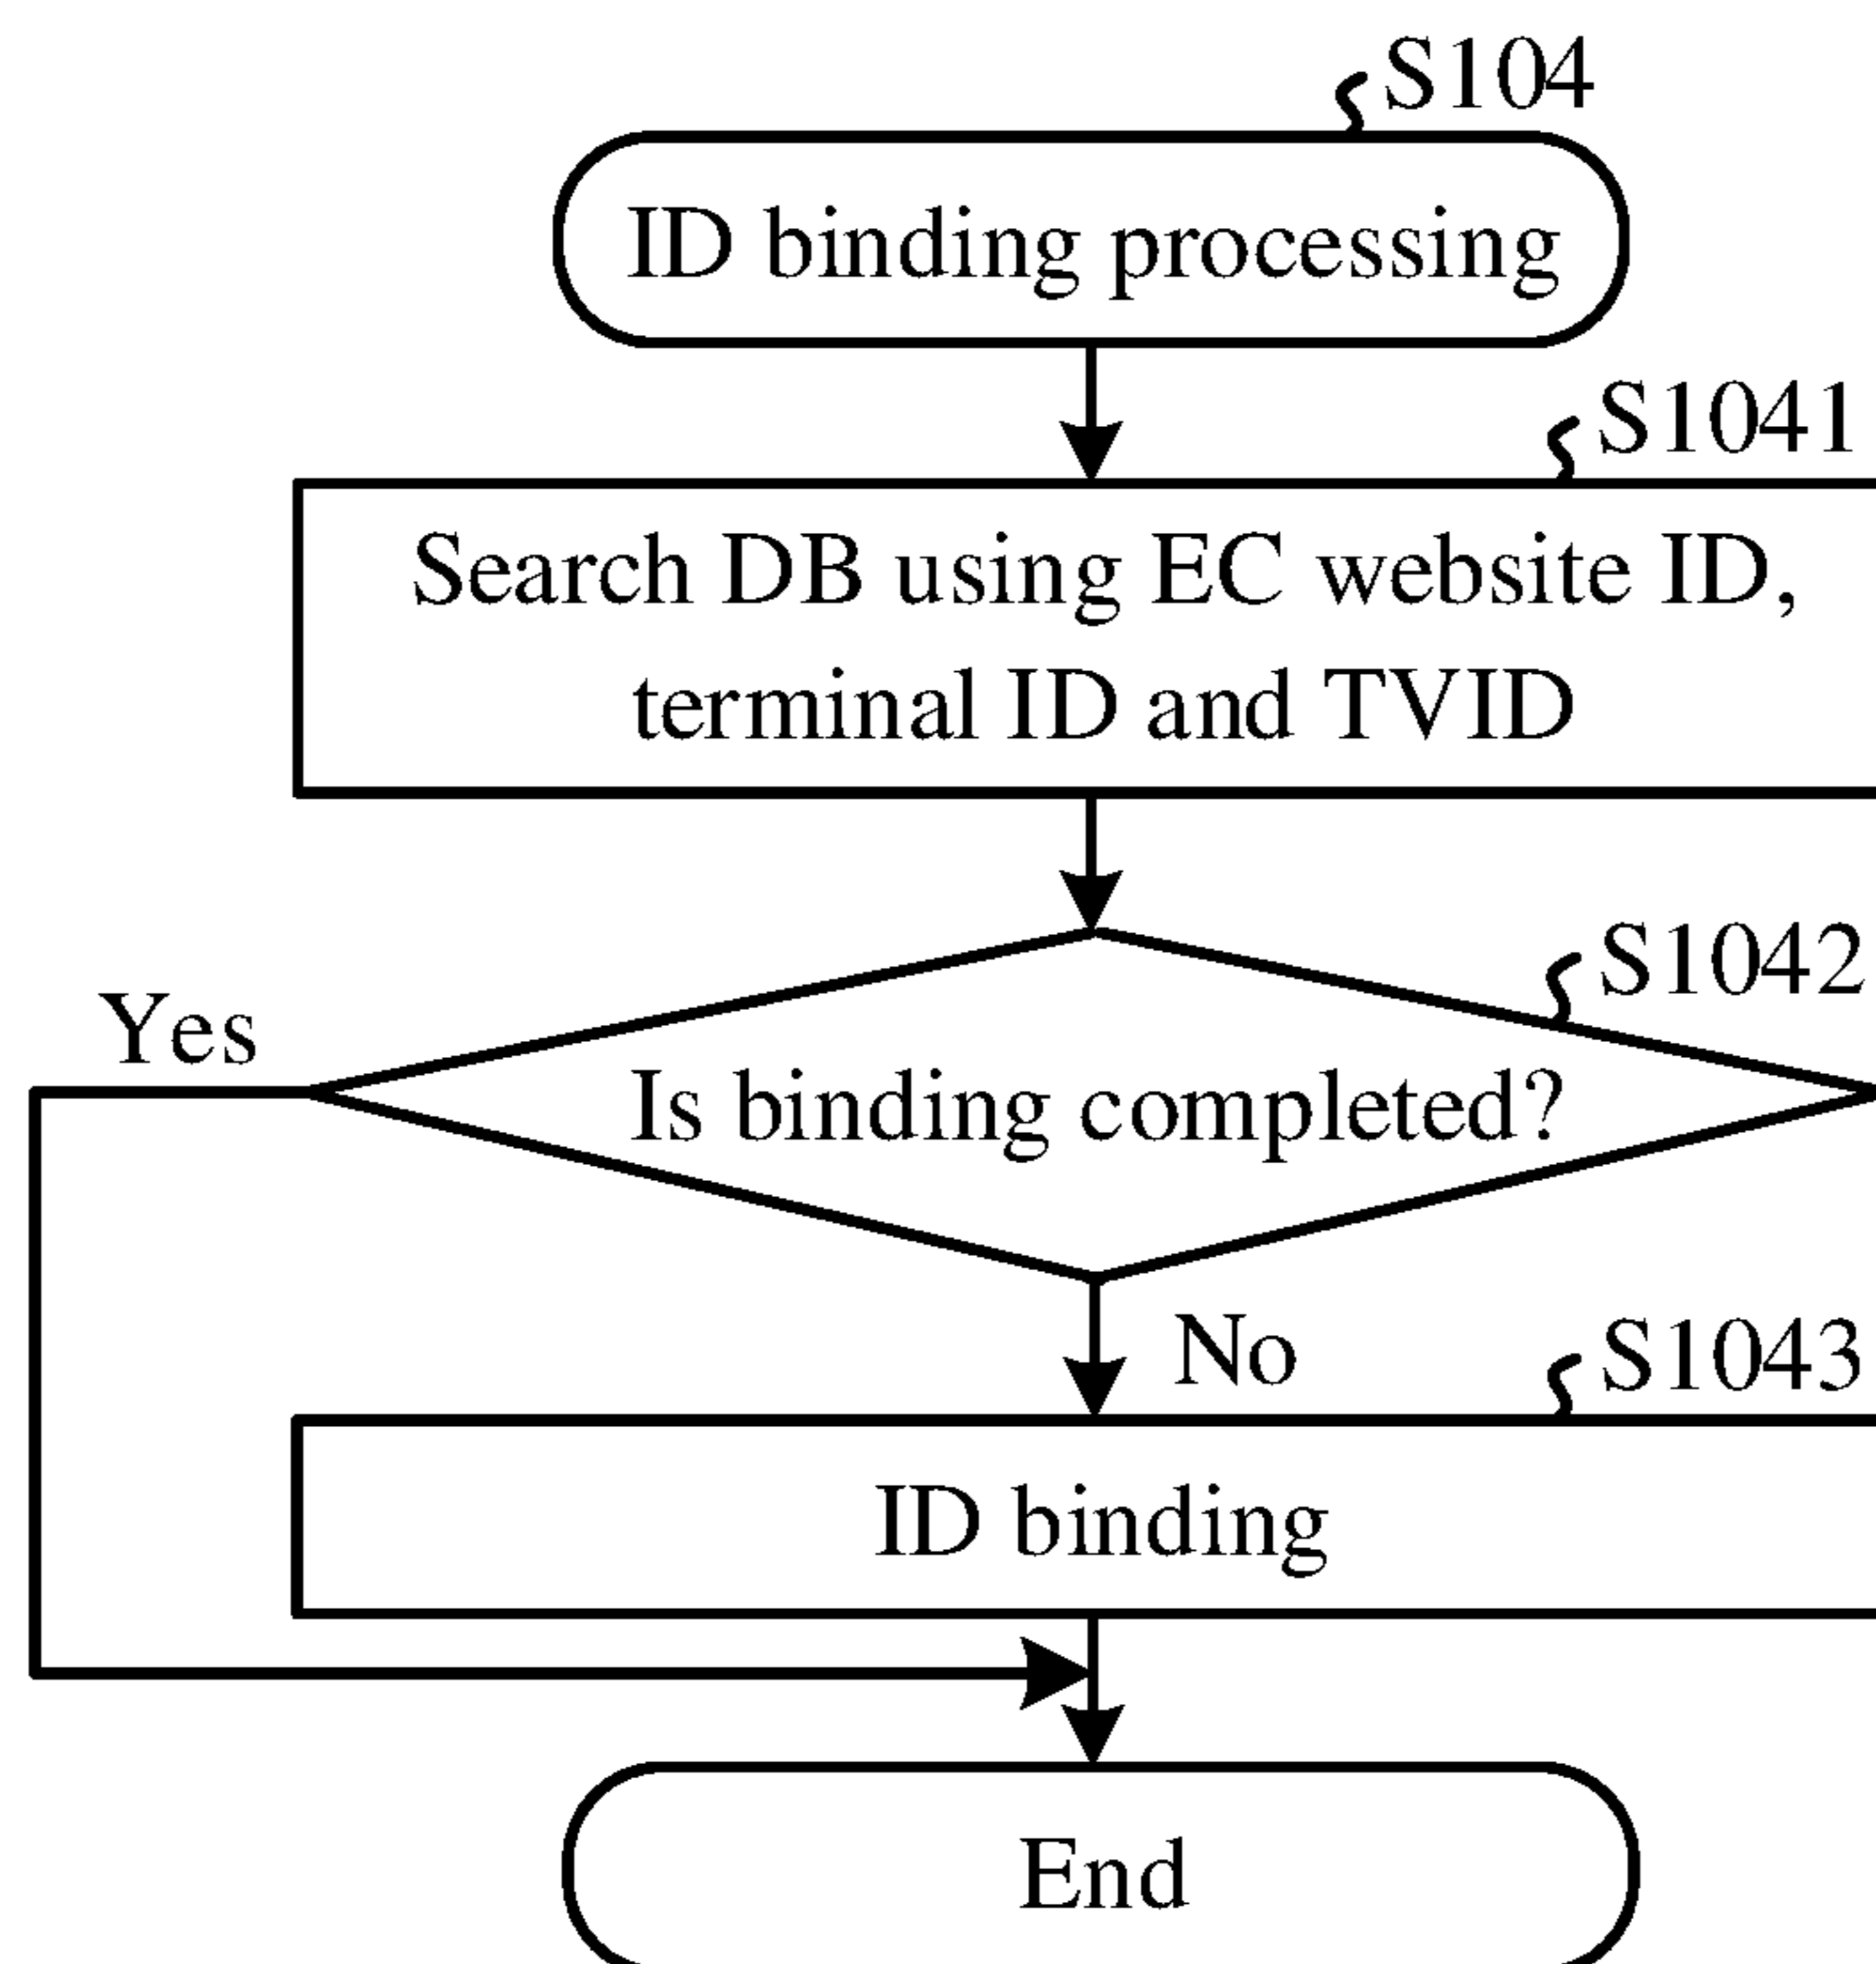 S104
ID binding processing
S1041
Search DB using EC website ID,
terminal ID and TVID
S1042
Yes
Is binding completed?
No
S1043
ID binding
End